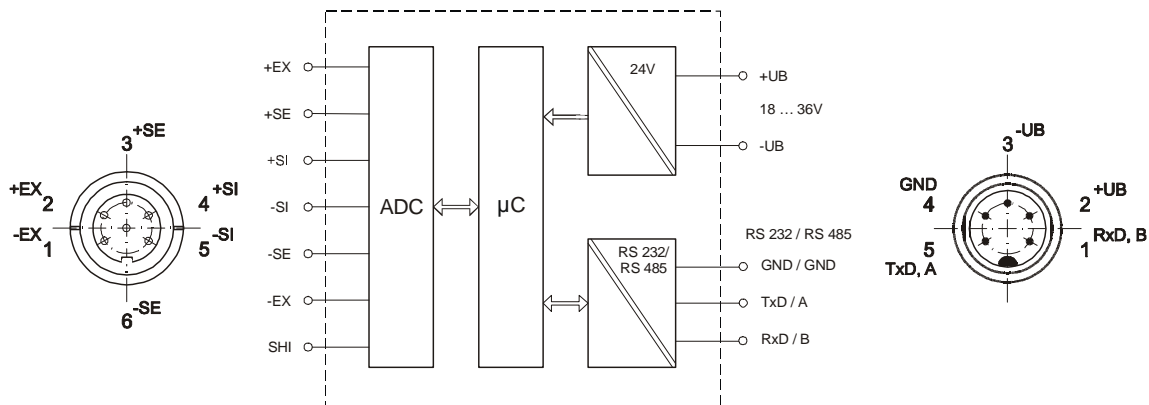 3 +SE
+EX
2
+SI
4
-EX 1
-SI
5
6 -SE
+EX
+SE
+SI
-SI
-SE
-EX
SHI
ADC
µC
24V
RS 232/
RS 485
+UB
18 … 36V
-UB
RS 232 / RS 485
GND / GND
TxD / A
RxD / B
3 -UB
GND
4
+UB
2
5
TxD, A
RxD, B
1